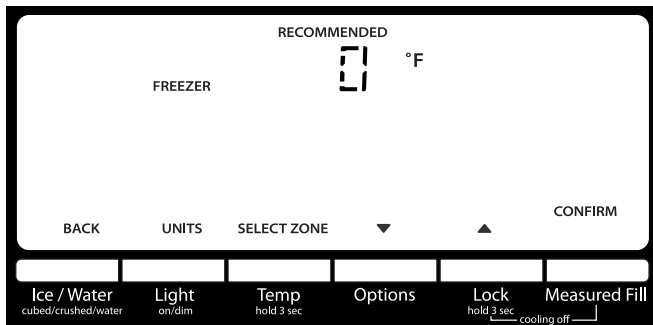 RECOMMENDED
0 °F
FREEZER
CONFIRM
BACK UNITS SELECT ZONE ▼ ▲
Ice / Water Light Temp Options Lock Measured Fill
cubed/crushed/water on/dim hold 3 sec hold 3 sec
cooling off